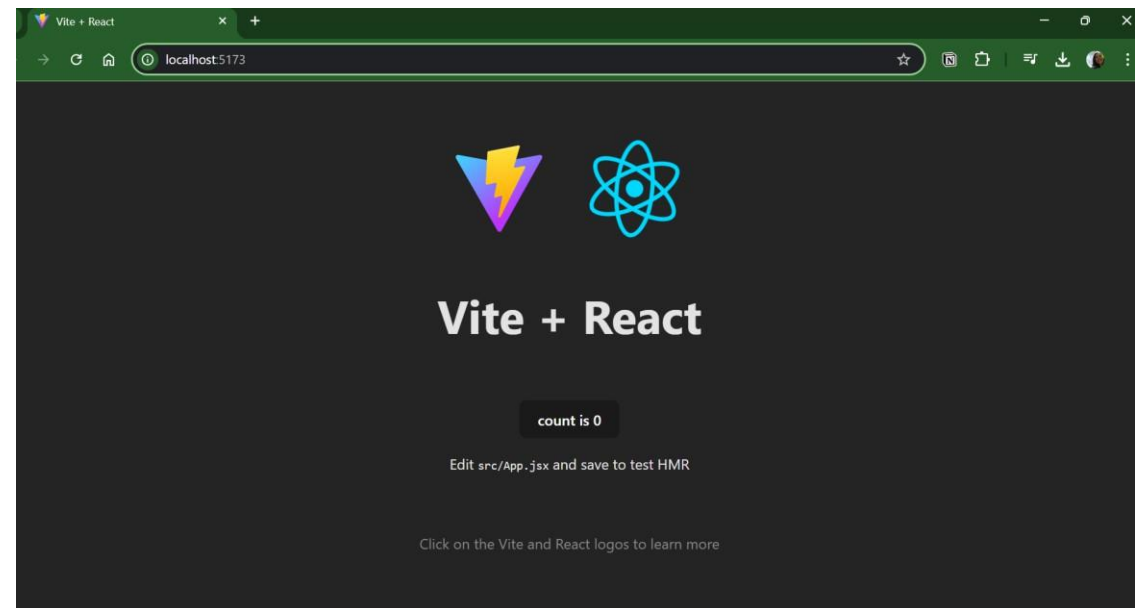 Vite + React
localhost:5173
Vite + React
count is 0
Edit src/App.jsx and save to test HMR
Click on the Vite and React logos to learn more